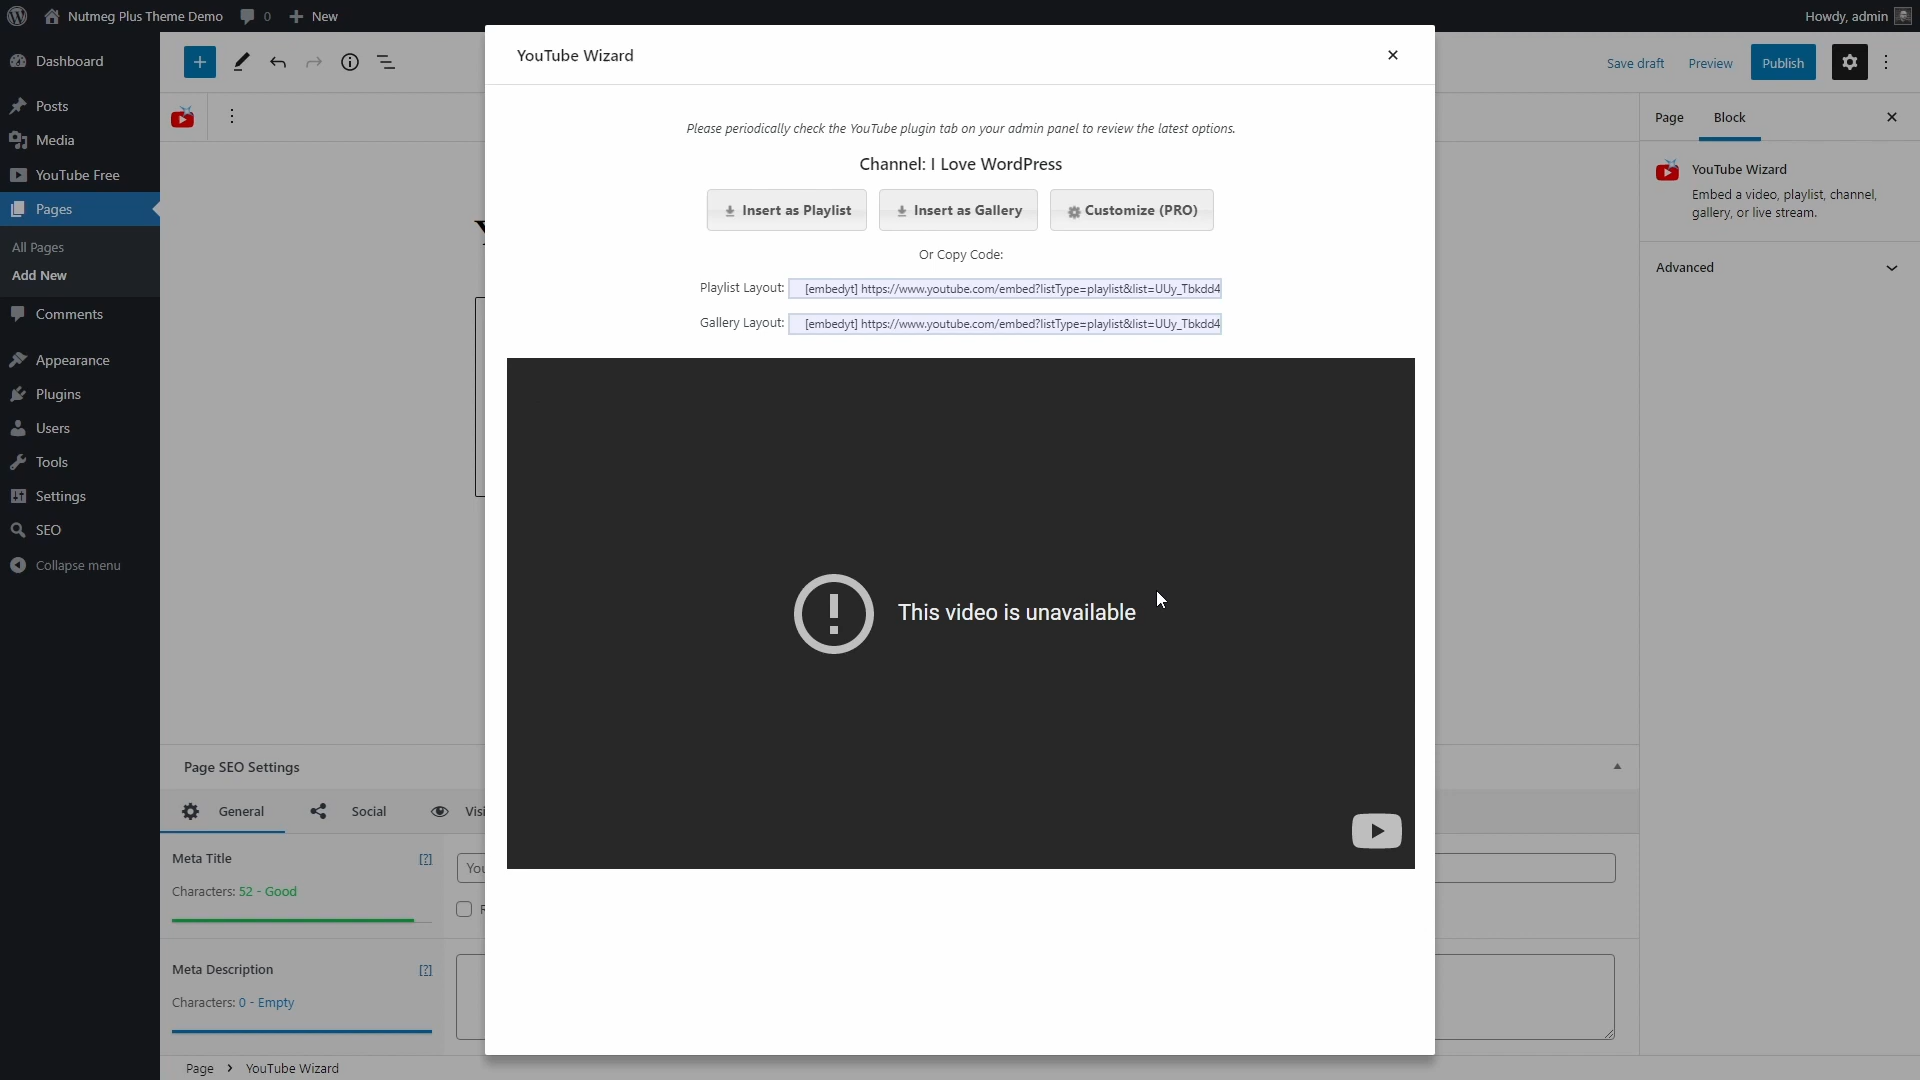 Nutmeg Plus Theme Demo
0
New
Howdy, admin
Dashboard
Posts
Media
YouTube Free
Pages
All Pages
Add New
Comments
Appearance
Plugins
Users
Tools
Settings
SEO
Collapse menu
Save draft
Preview
Publish
YouTube Wizard
Please periodically check the YouTube plugin tab on your admin panel to review the latest options.
Channel: I Love WordPress
Insert as Playlist
Insert as Gallery
Customize (PRO)
Or Copy Code:
Playlist Layout: [embedyt] https://www.youtube.com/embed?listType=playlist&list=UUy_Tbkdd4
Gallery Layout: [embedyt] https://www.youtube.com/embed?listType=playlist&list=UUy_Tbkdd4
This video is unavailable
Page
Block
YouTube Wizard
Embed a video, playlist, channel,
gallery, or live stream.
Advanced
Page SEO Settings
General
Social
Visi
Meta Title
[?]
Characters: 52 - Good
You
Meta Description
[?]
Characters: 0 - Empty
Page
YouTube Wizard